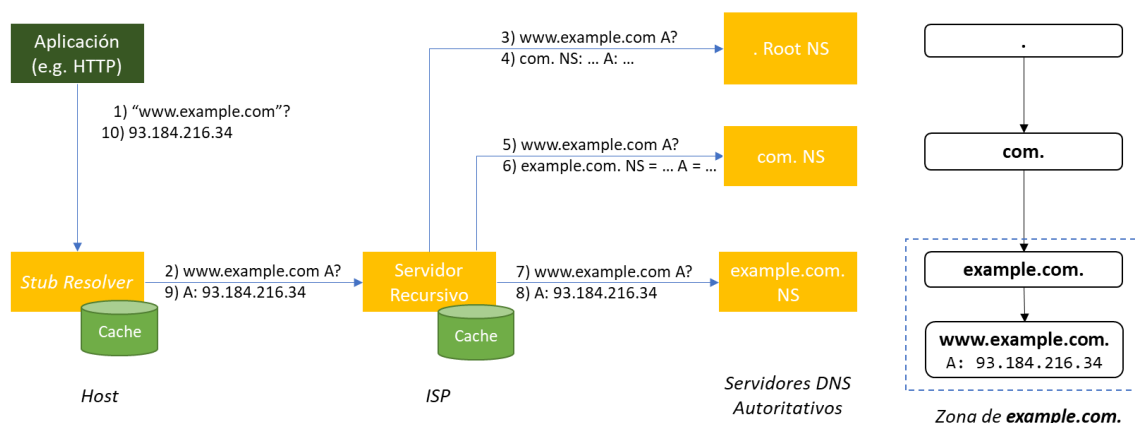 Aplicación
(e.g. HTTP)
1) “www.example.com”?
10) 93.184.216.34
Stub Resolver
Cache
Host
2) www.example.com A?
9) A: 93.184.216.34
Servidor
Recursivo
Cache
ISP
3) www.example.com A?
4) com. NS: ... A: ...
5) www.example.com A?
6) example.com. NS = ... A = ...
7) www.example.com A?
8) A: 93.184.216.34
. Root NS
com. NS
example.com.
NS
Servidores DNS
Autoritativos
.
com.
example.com.
www.example.com.
A: 93.184.216.34
Zona de example.com.